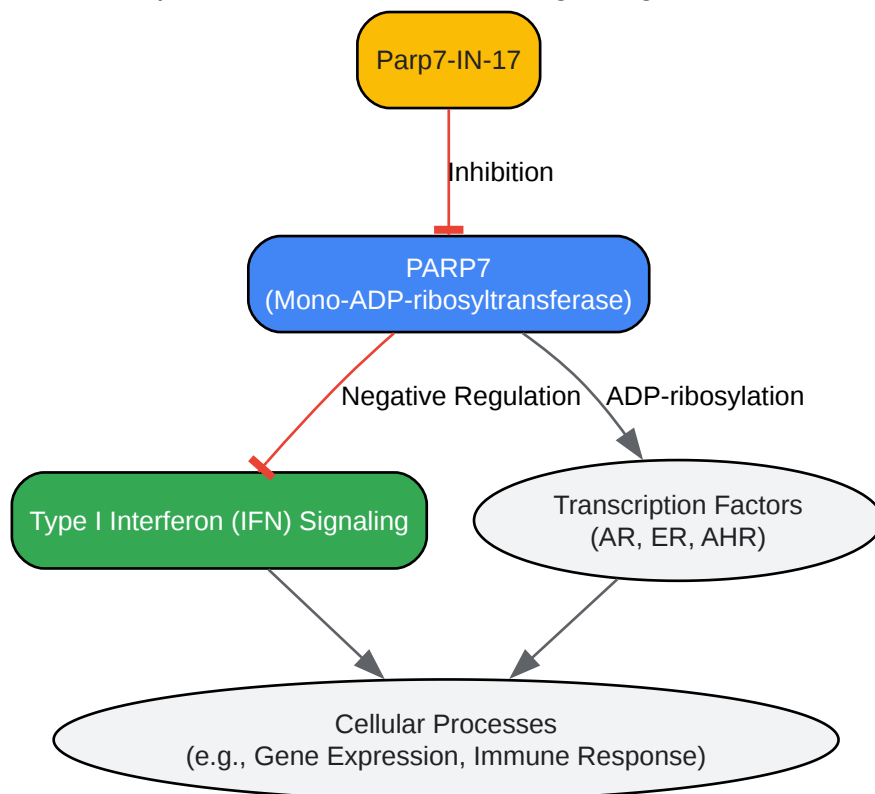 Parp7-IN-17
Inhibition
PARP7
(Mono-ADP-ribosyltransferase)
Negative Regulation
ADP-ribosylation
Type I Interferon (IFN) Signaling
Transcription Factors
(AR, ER, AHR)
Cellular Processes
(e.g., Gene Expression, Immune Response)